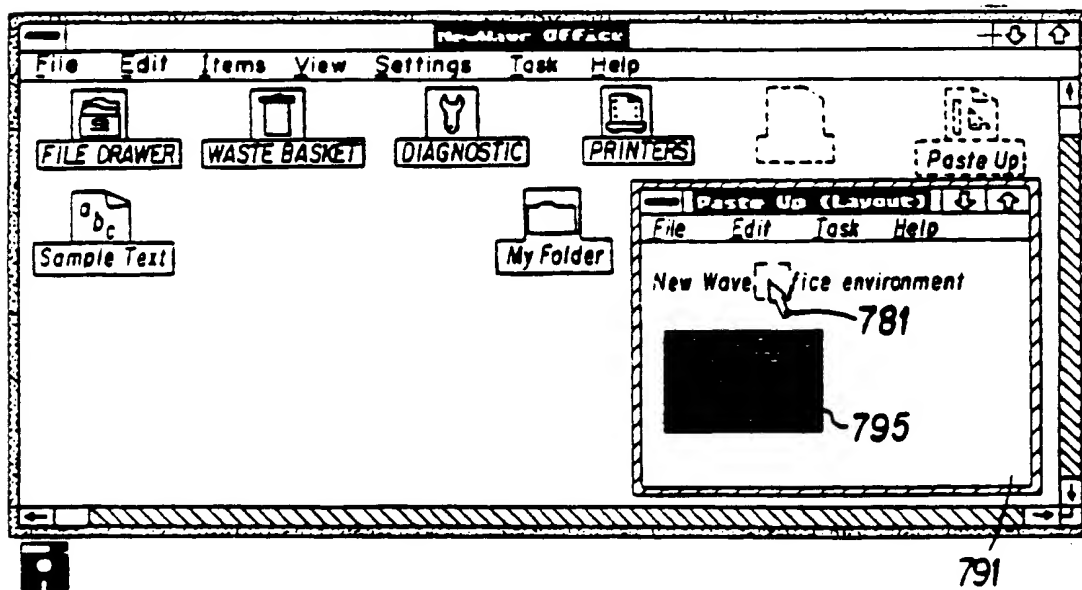 NewWave Office
File Edit Items View Settings Task Help
FILE DRAWER WASTE BASKET DIAGNOSTIC PRINTERS Paste Up
Paste Up (Layout)
File Edit Task Help
abc
Sample Text My Folder
New Wave fice environment
781
795
791